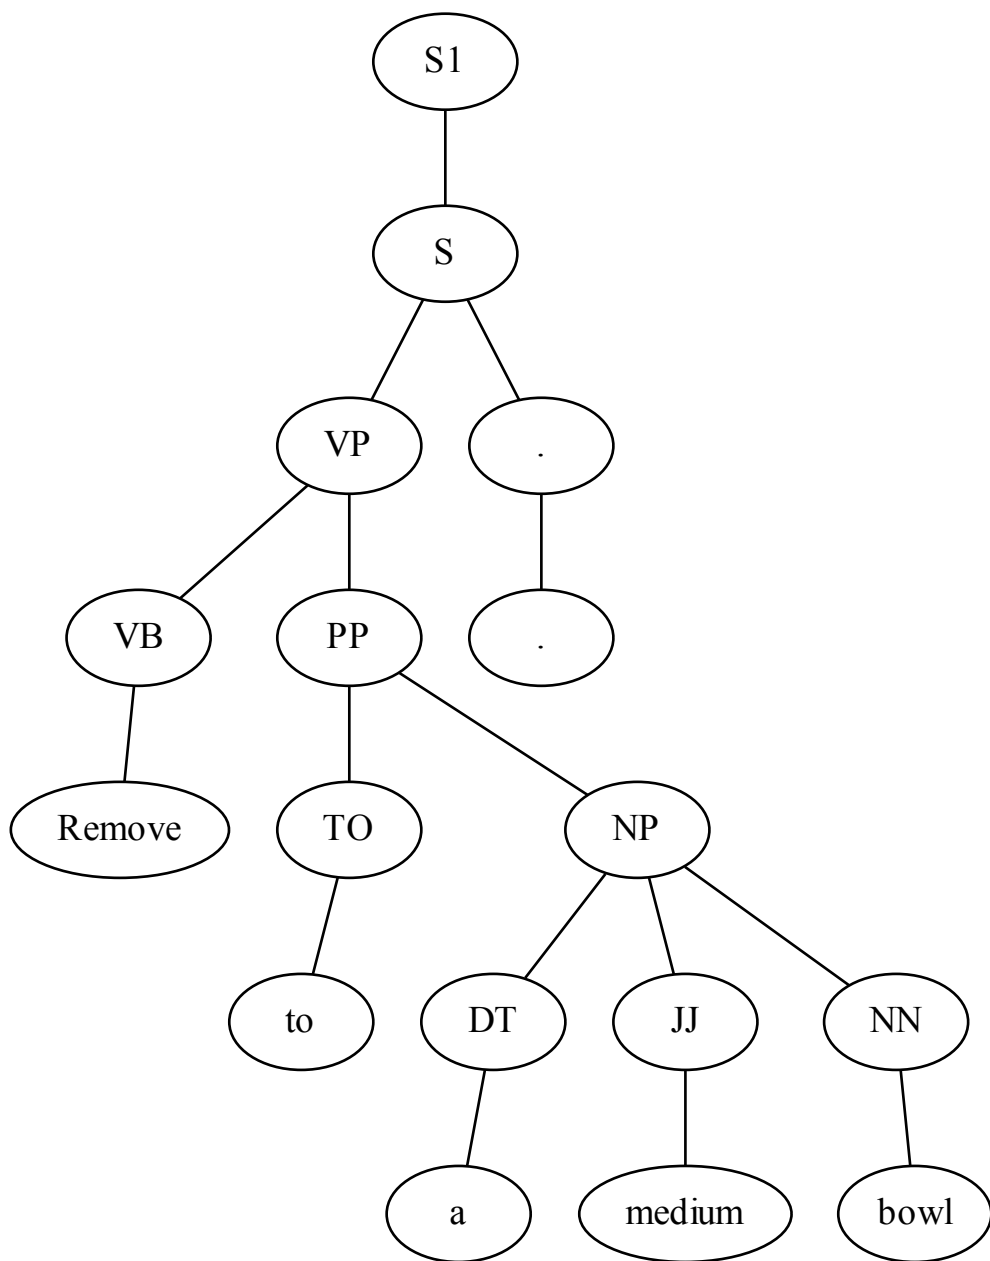 S1
S
VP .
VB PP .
Remove TO NP
to DT JJ NN
a medium bowl